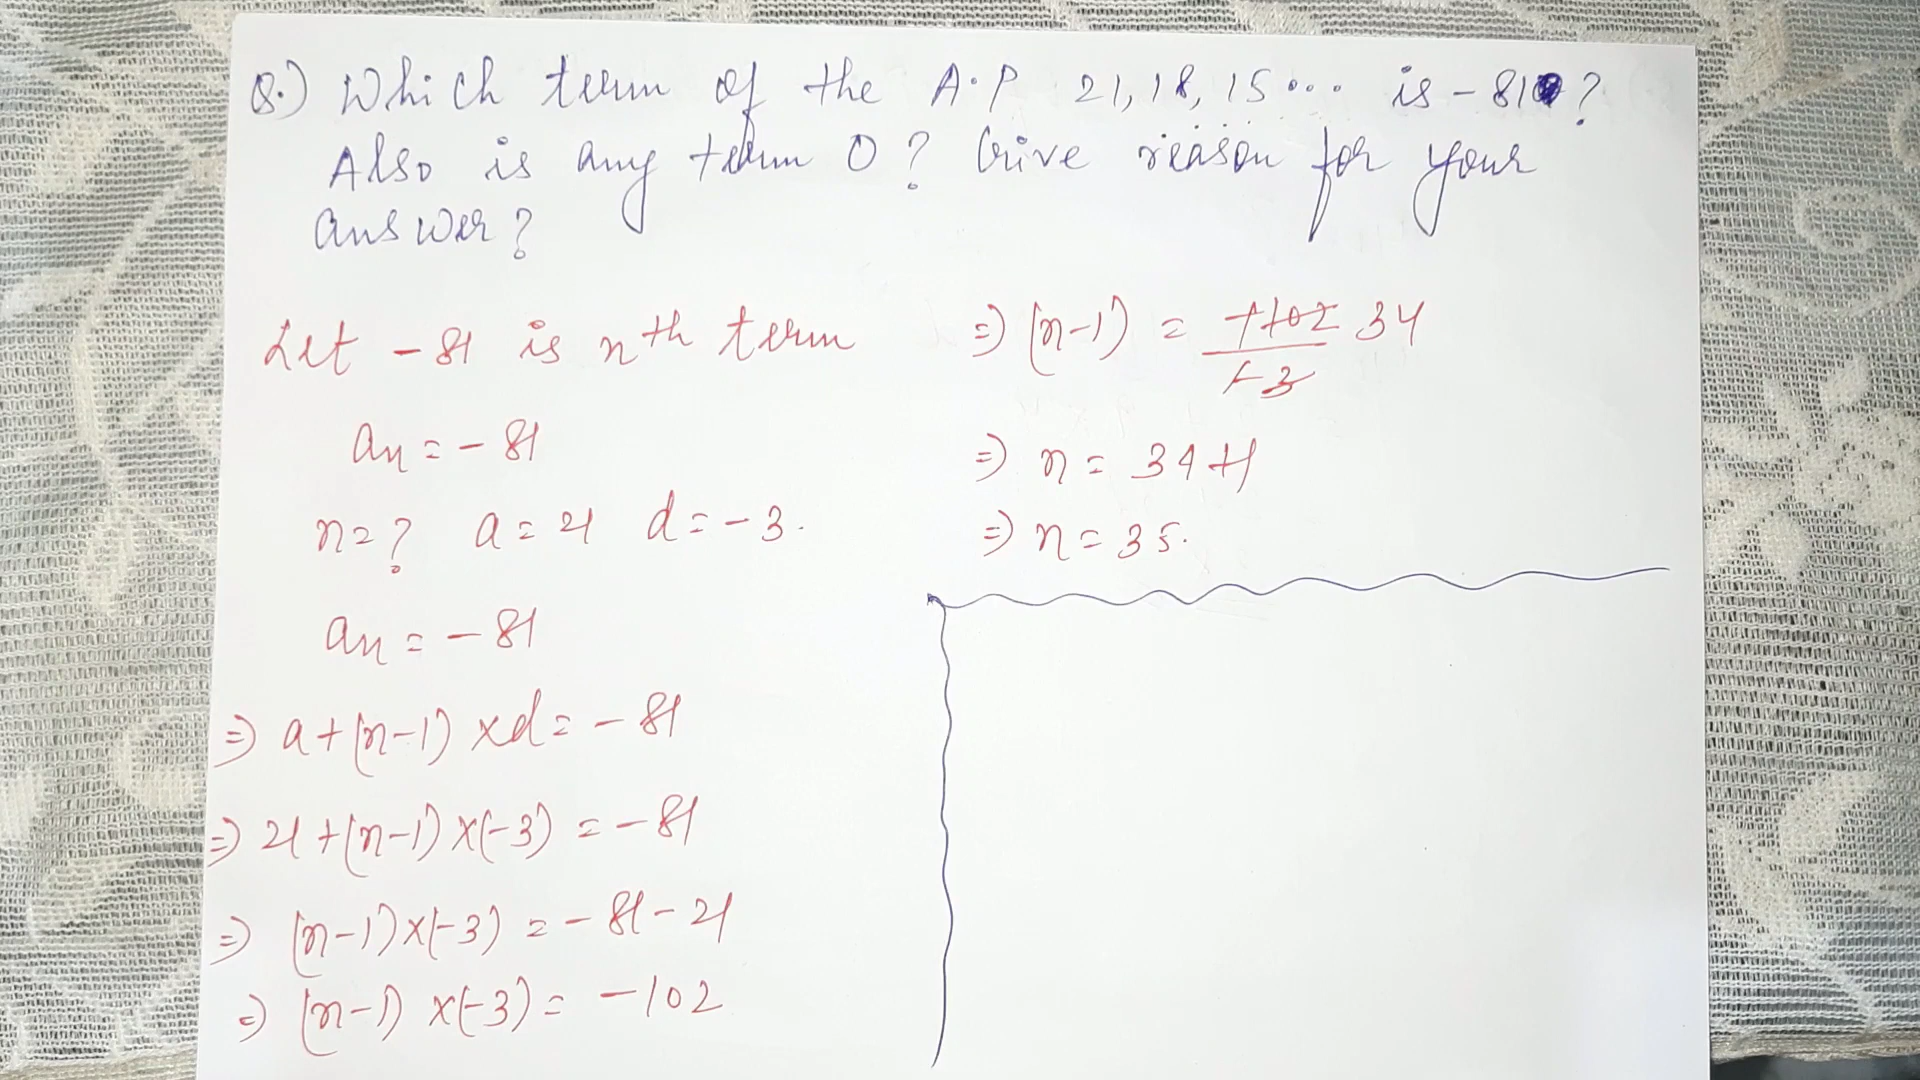 Q.) Which term of the A.P 21, 18, 15... is -81?
Also is any term 0? Give reason for your
answer?
Let -81 is nth term
an = -81
n=? a = 21 d = -3.
an = -81
=) a+(n-1) xd = -81
=) 21 +(n-1) x(-3) = -81
=) (n-1)x(-3) = -81-21
=) (n-1) x(-3) = -102
=) (n-1) = -102 34
-3
=) n = 34+1
=) n = 35.